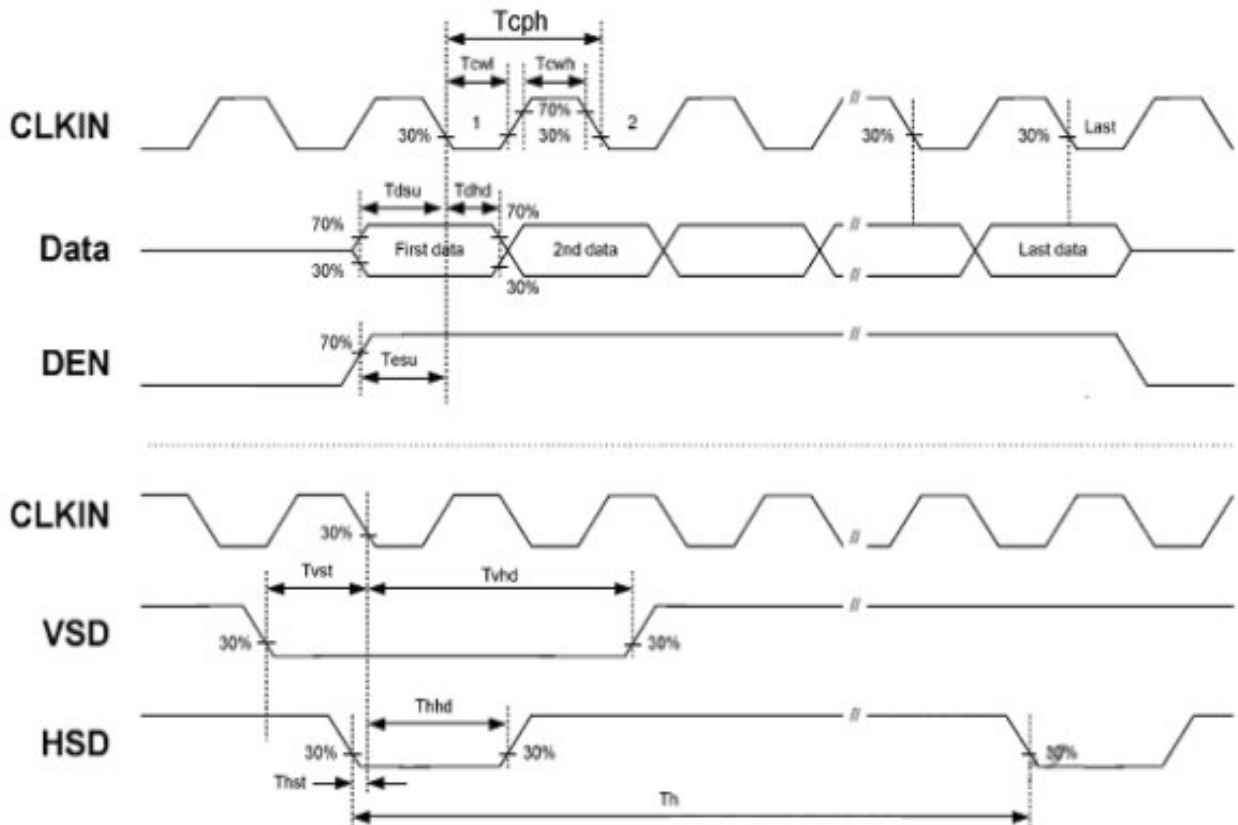 Tcph
Tcwl Tcwh
CLKIN 30% 1 70% 30% 2 // 30% 30% Last
Tdsu Tdhd
70% 70%
Data First data 2nd data // Last data
30% 30%
DEN 70% Tesu //
CLKIN 30% //
Tvst Tvhd
VSD 30% 30% //
Thhd
HSD 30% 30% // 30%
Thst
Th